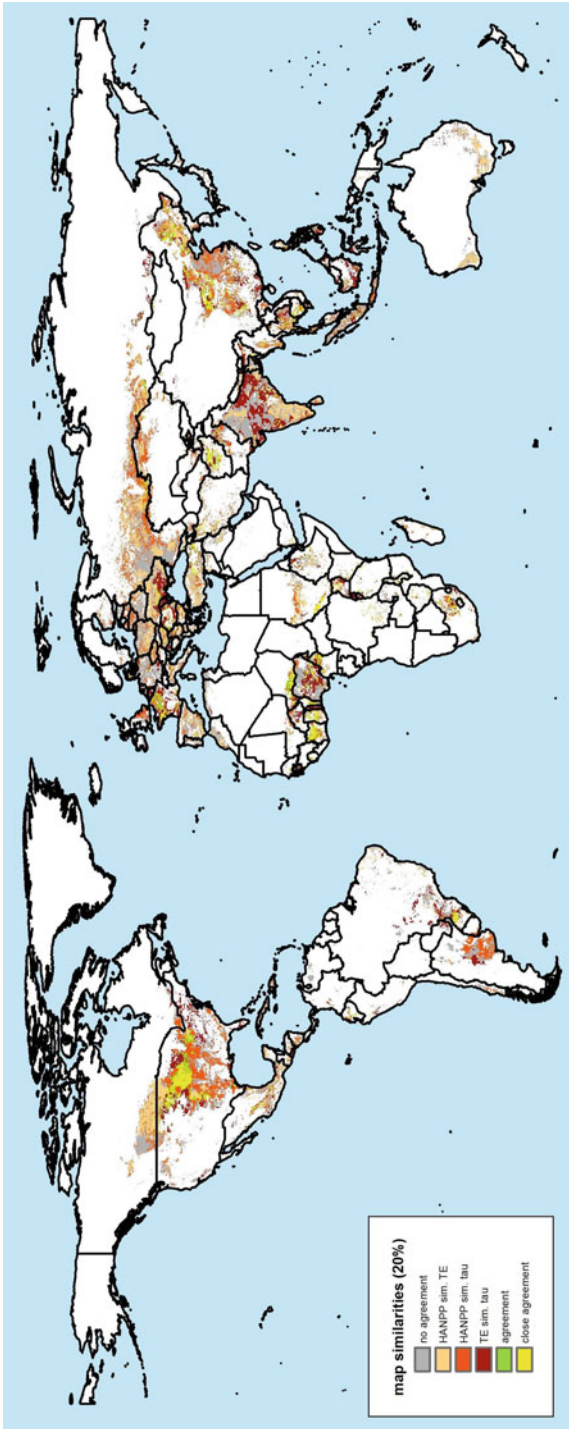 map similarities (20%)
no agreement
HANPP sim. TE
HANPP sim. tau
TE sim. tau
agreement
close agreement